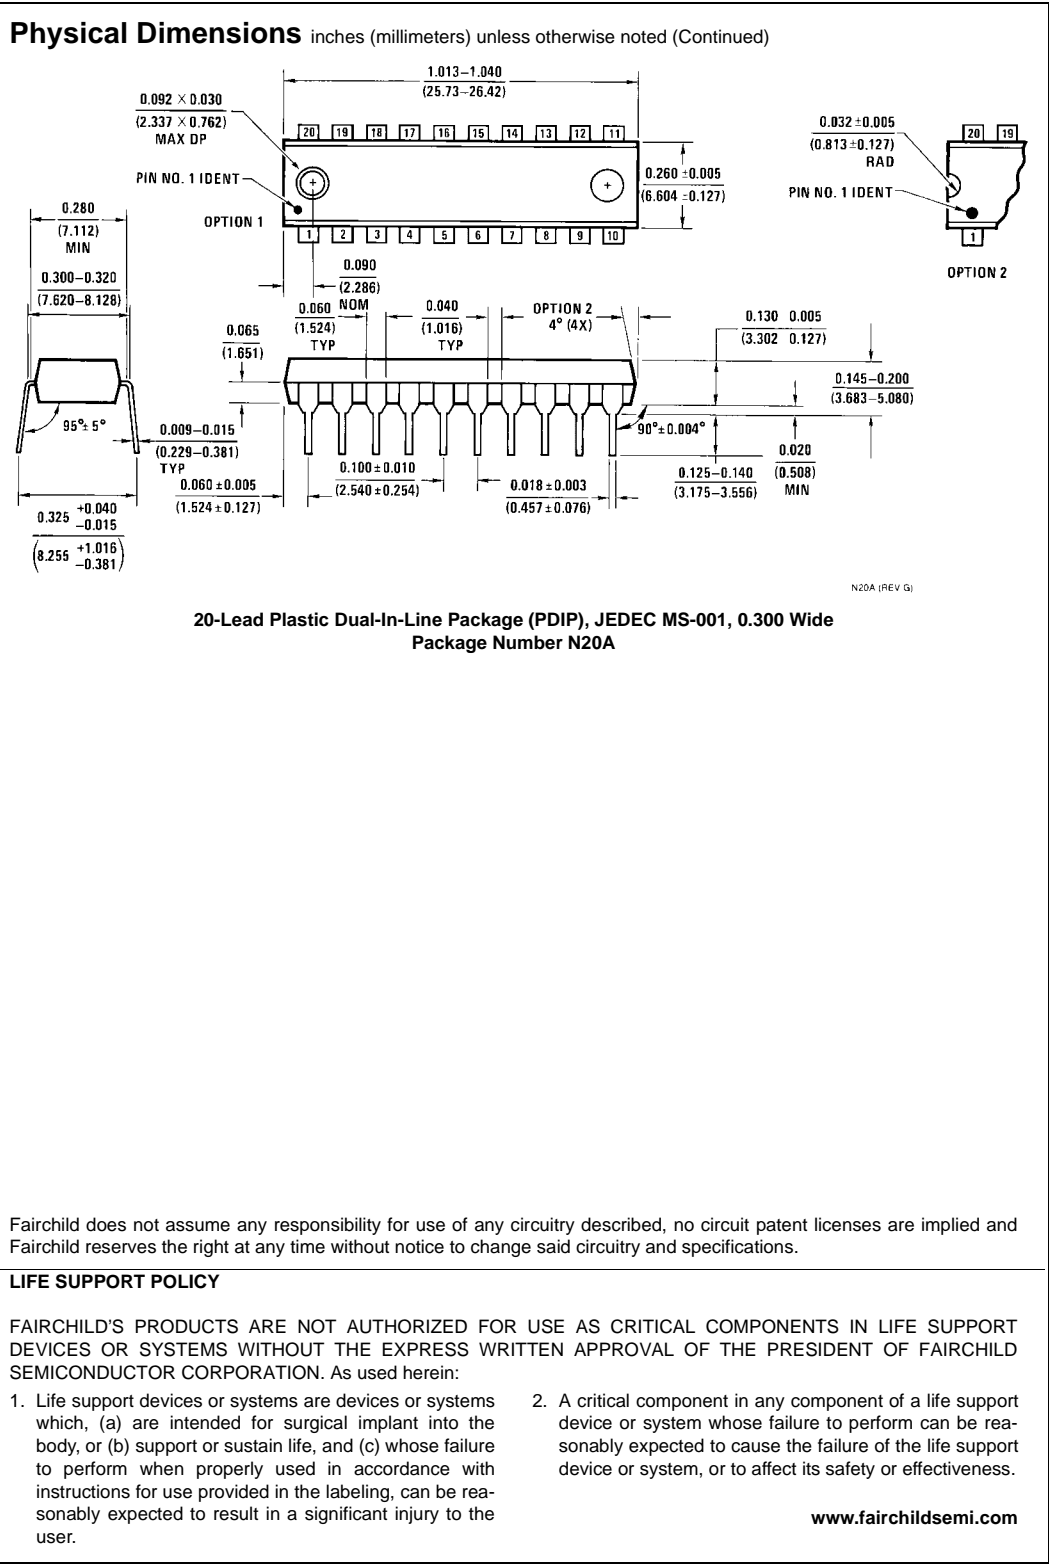 Physical Dimensions inches (millimeters) unless otherwise noted (Continued)
1.013–1.040
(25.73–26.42)
0.092 × 0.030
(2.337 × 0.762)
MAX DP
20 19 18 17 16 15 14 13 12 11
0.032 ±0.005
(0.813 ±0.127)
RAD
20 19
PIN NO. 1 IDENT
0.260 ±0.005
(6.604 ±0.127)
PIN NO. 1 IDENT
OPTION 1
1 2 3 4 5 6 7 8 9 10
1
OPTION 2
0.280
(7.112)
MIN
0.300–0.320
(7.620–8.128)
0.090
(2.286)
NOM
0.060
(1.524)
TYP
0.040
(1.016)
TYP
OPTION 2
4° (4X)
0.130 0.005
(3.302 0.127)
0.065
(1.651)
0.145–0.200
(3.683–5.080)
95°± 5°
0.009–0.015
(0.229–0.381)
TYP
90°±0.004°
0.020
(0.508)
MIN
0.100 ±0.010
(2.540 ±0.254)
0.125–0.140
(3.175–3.556)
0.060 ±0.005
(1.524 ±0.127)
0.018 ±0.003
(0.457 ±0.076)
0.325 +0.040
–0.015
(8.255 +1.016
–0.381)
N20A (REV G)
20-Lead Plastic Dual-In-Line Package (PDIP), JEDEC MS-001, 0.300 Wide
Package Number N20A
Fairchild does not assume any responsibility for use of any circuitry described, no circuit patent licenses are implied and
Fairchild reserves the right at any time without notice to change said circuitry and specifications.
LIFE SUPPORT POLICY
FAIRCHILD'S PRODUCTS ARE NOT AUTHORIZED FOR USE AS CRITICAL COMPONENTS IN LIFE SUPPORT
DEVICES OR SYSTEMS WITHOUT THE EXPRESS WRITTEN APPROVAL OF THE PRESIDENT OF FAIRCHILD
SEMICONDUCTOR CORPORATION. As used herein:
1. Life support devices or systems are devices or systems
which, (a) are intended for surgical implant into the
body, or (b) support or sustain life, and (c) whose failure
to perform when properly used in accordance with
instructions for use provided in the labeling, can be rea-
sonably expected to result in a significant injury to the
user.
2. A critical component in any component of a life support
device or system whose failure to perform can be rea-
sonably expected to cause the failure of the life support
device or system, or to affect its safety or effectiveness.
www.fairchildsemi.com